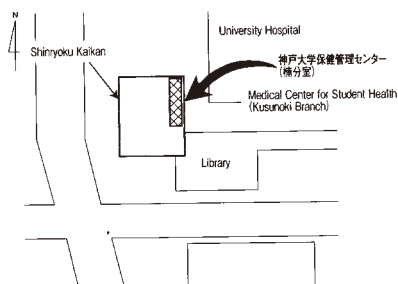 N
University Hospital
Shinryoku Kaikan
神戸大学保健管理センター
(楠分室)
Medical Center for Student Health
(Kusunoki Branch)
Library